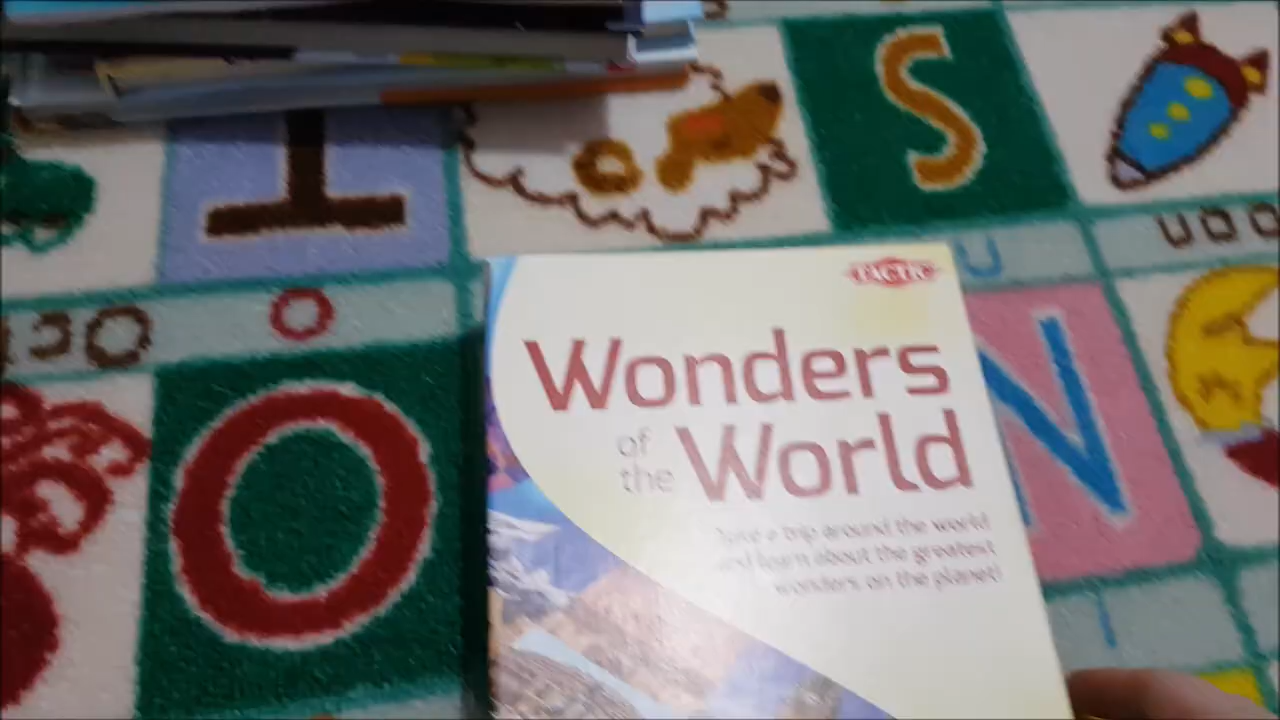 S
I
O
N
TACTIC
Wonders
of
the World
Take a trip around the world
and learn about the greatest
wonders on the planet!